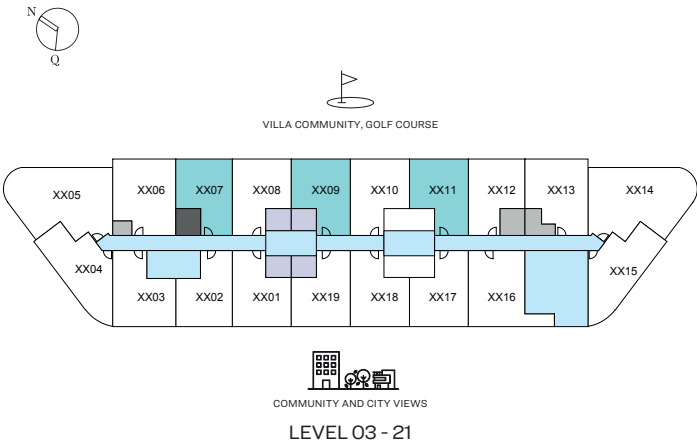 N
Q
VILLA COMMUNITY, GOLF COURSE
XX05
XX06
XX07
XX08
XX09
XX10
XX11
XX12
XX13
XX14
XX04
XX03
XX02
XX01
XX19
XX18
XX17
XX16
XX15
COMMUNITY AND CITY VIEWS
LEVEL 03 - 21